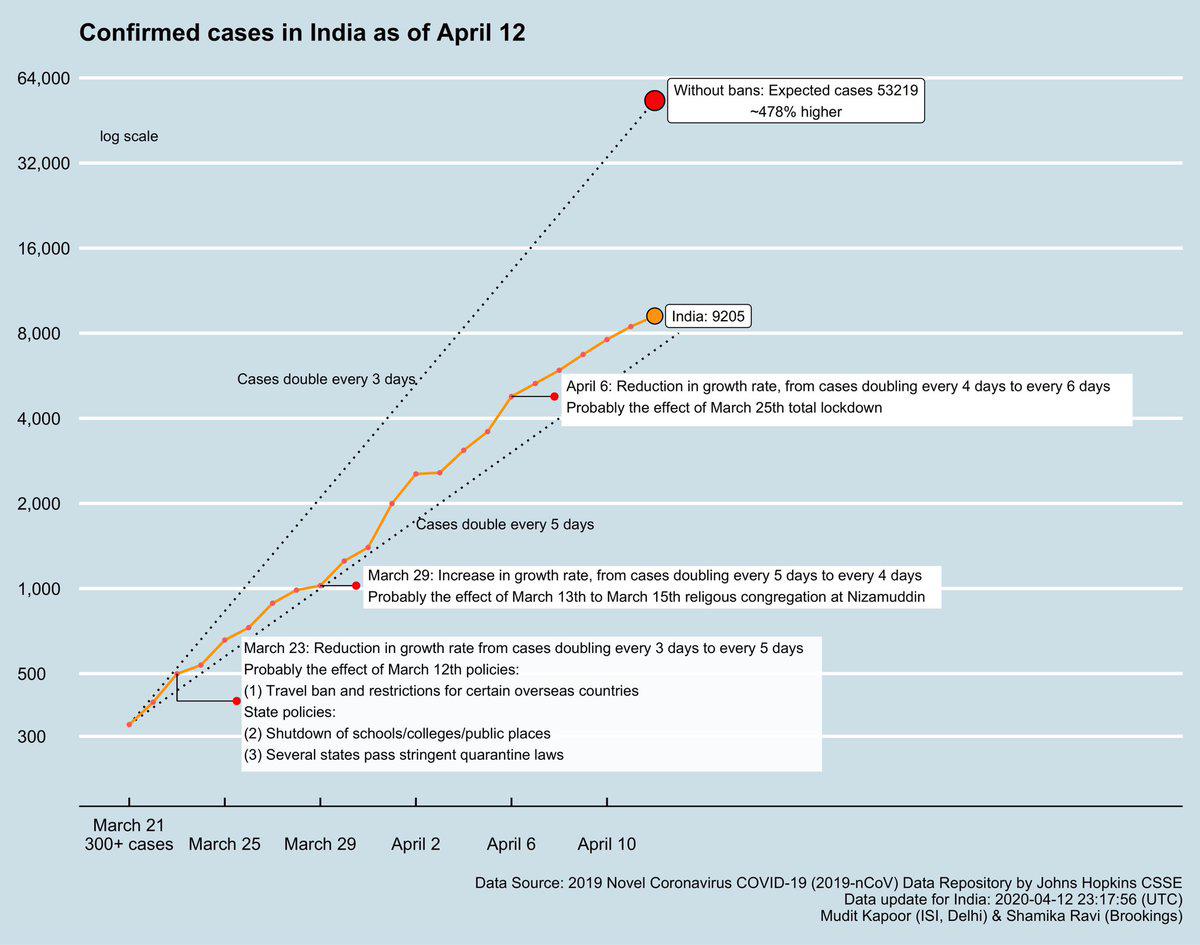 Confirmed cases in India as of April 12
64,000
Without bans: Expected cases 53219
~478% higher
log scale
32,000
16,000
8,000
India: 9205
Cases double every 3 days
April 6: Reduction in growth rate, from cases doubling every 4 days to every 6 days
Probably the effect of March 25th total lockdown
4,000
2,000
Cases double every 5 days
1,000
March 29: Increase in growth rate, from cases doubling every 5 days to every 4 days
Probably the effect of March 13th to March 15th religous congregation at Nizamuddin
March 23: Reduction in growth rate from cases doubling every 3 days to every 5 days
Probably the effect of March 12th policies:
(1) Travel ban and restrictions for certain overseas countries
State policies:
(2) Shutdown of schools/colleges/public places
(3) Several states pass stringent quarantine laws
500
300
March 21
300+ cases
March 25
March 29
April 2
April 6
April 10
Data Source: 2019 Novel Coronavirus COVID-19 (2019-nCoV) Data Repository by Johns Hopkins CSSE
Data update for India: 2020-04-12 23:17:56 (UTC)
Mudit Kapoor (ISI, Delhi) & Shamika Ravi (Brookings)